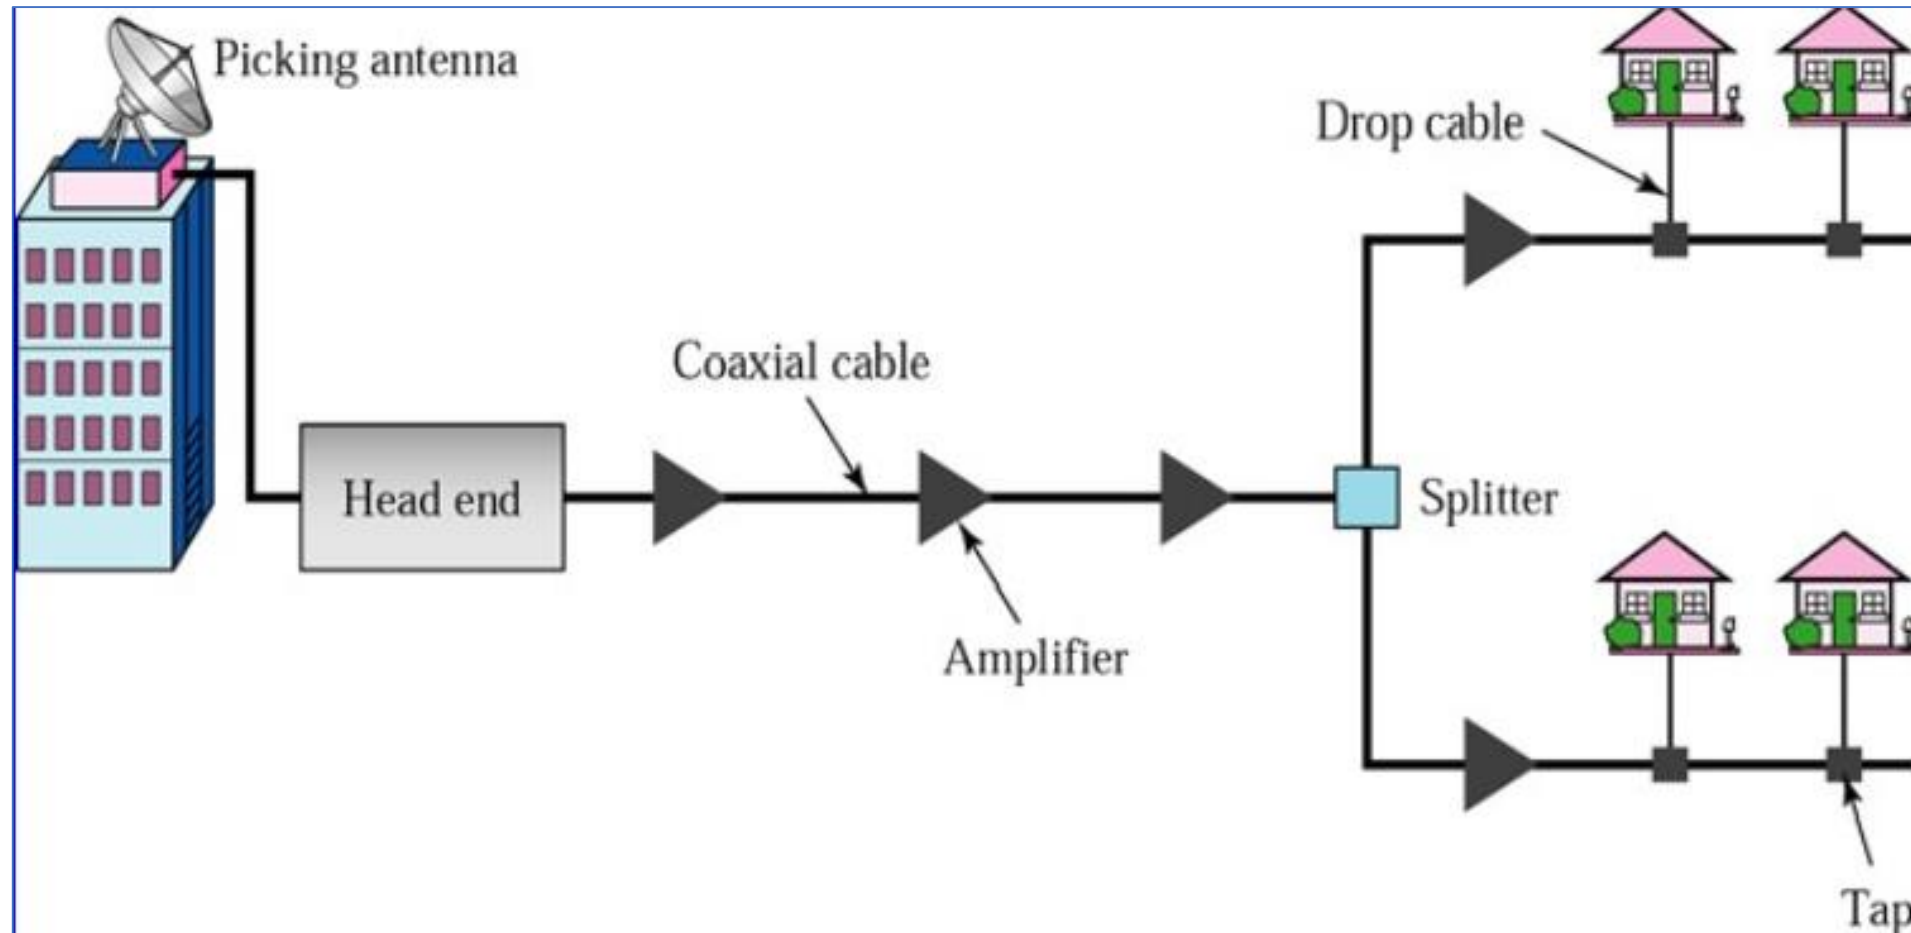 Picking antenna
Drop cable
Coaxial cable
Head end
Splitter
Amplifier
Tap